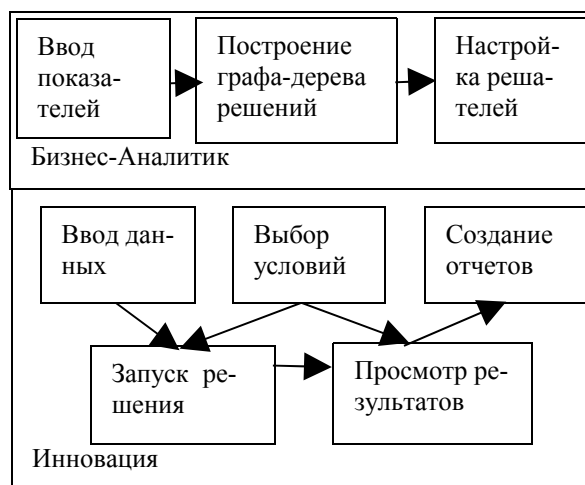 Ввод
показа-
телей
Построение
графа-дерева
решений
Настрой-
ка реша-
телей
Бизнес-Аналитик
Ввод дан-
ных
Выбор
условий
Создание
отчетов
Запуск  ре-
шения
Просмотр ре-
зультатов
Инновация